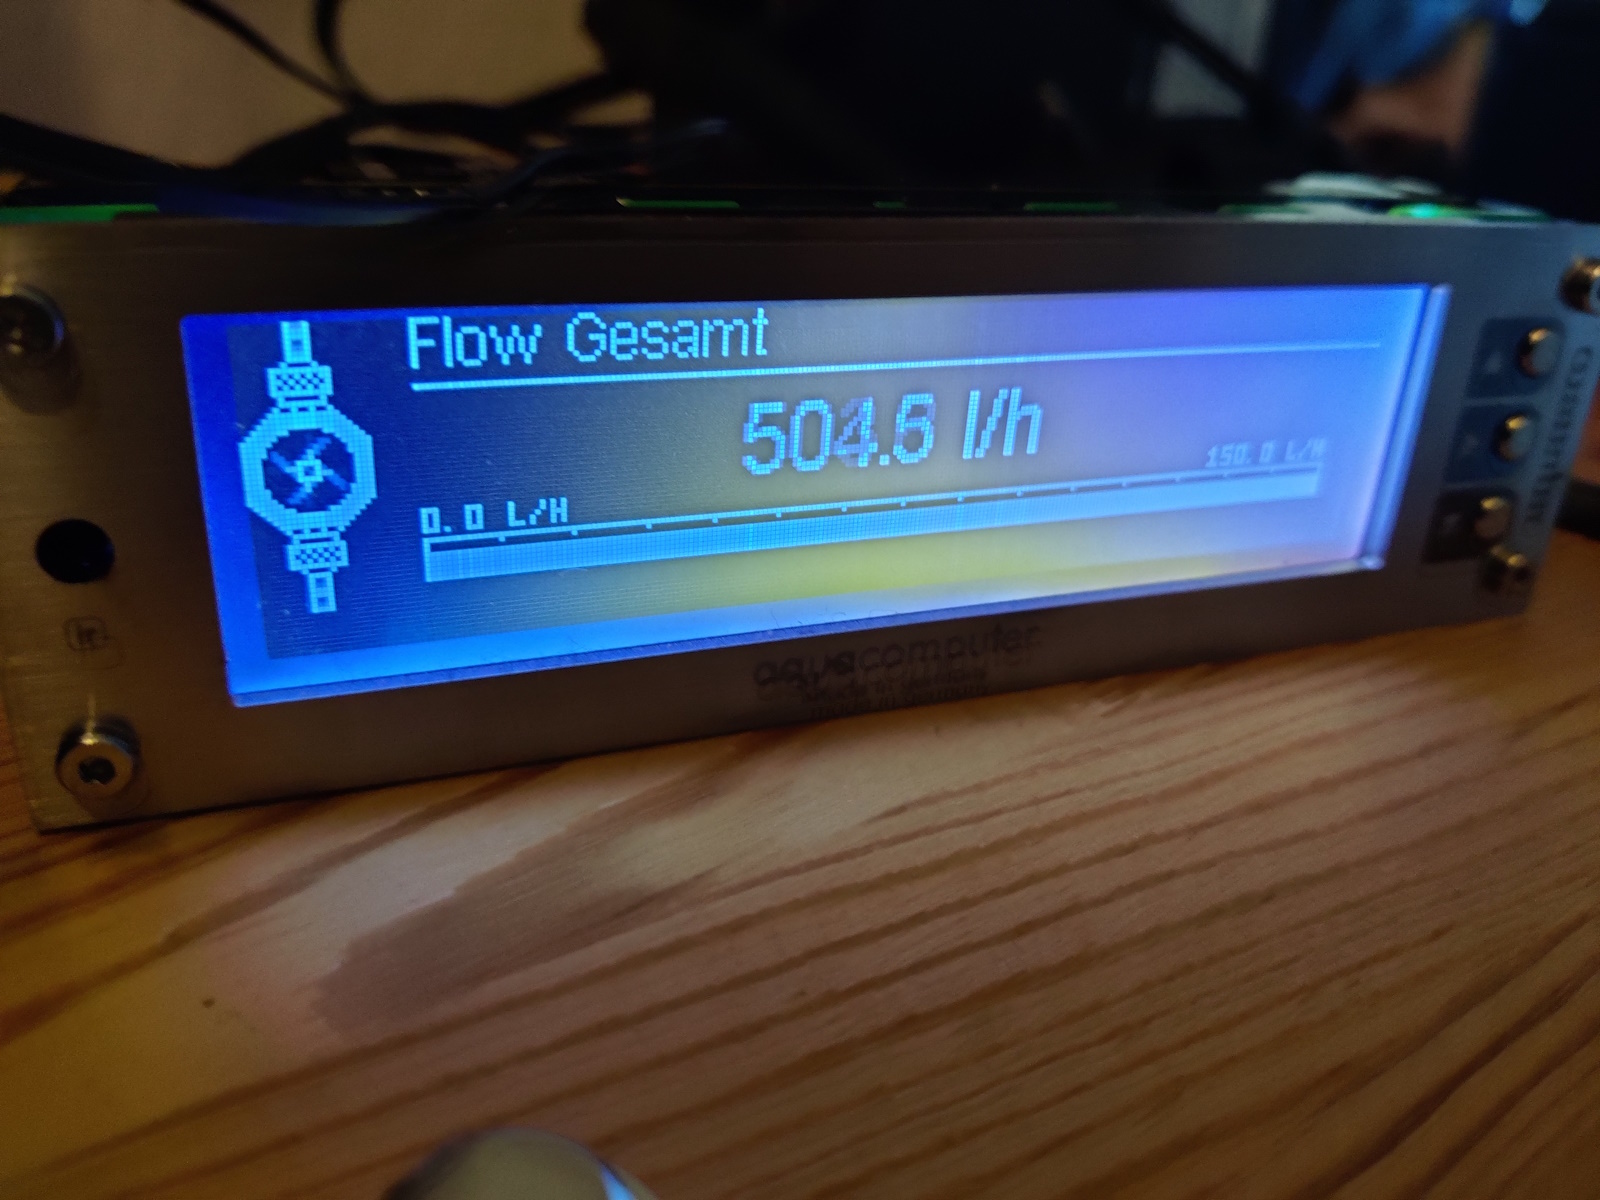 Flow Gesamt
504.6 l/h
0.0 L/H
150.0 L/H
aquacomputer